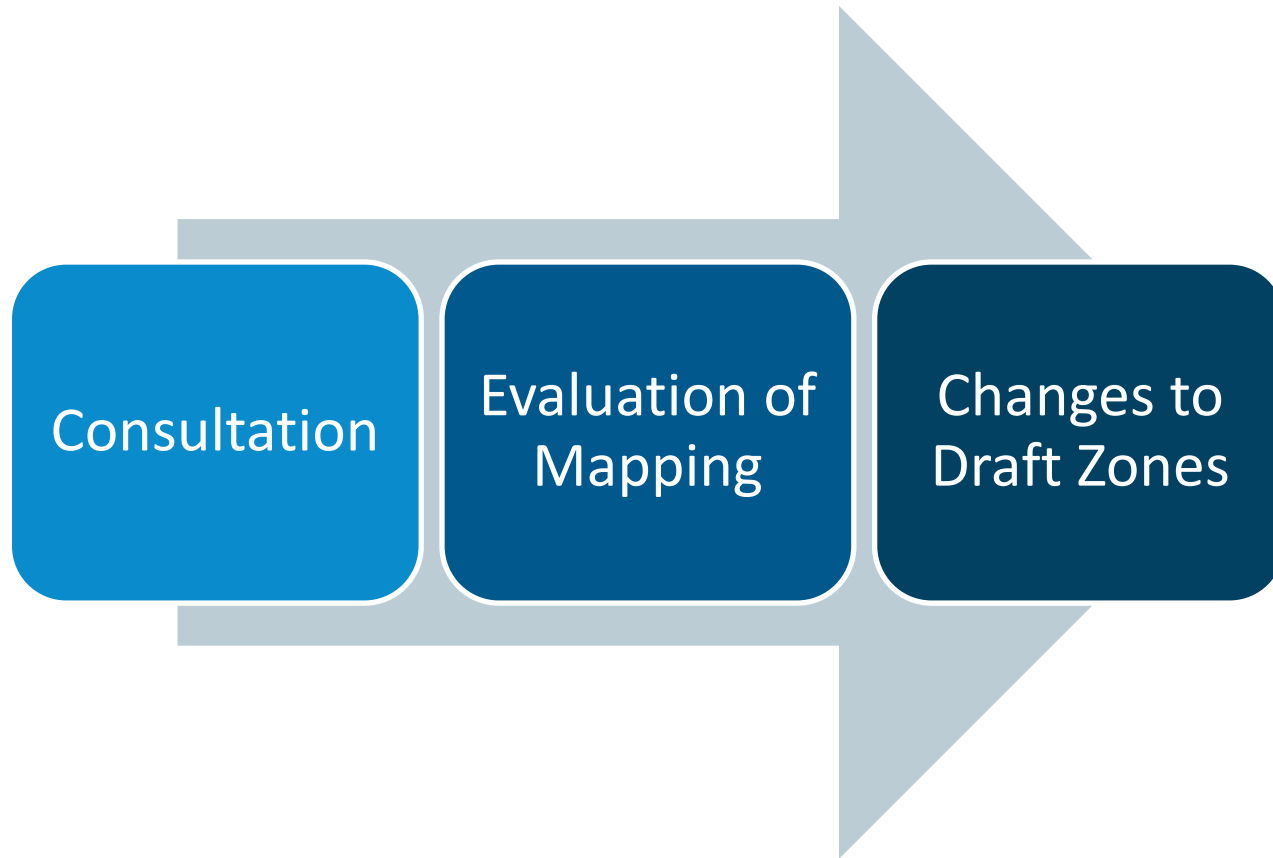 Consultation
Evaluation of
Mapping
Changes to
Draft Zones